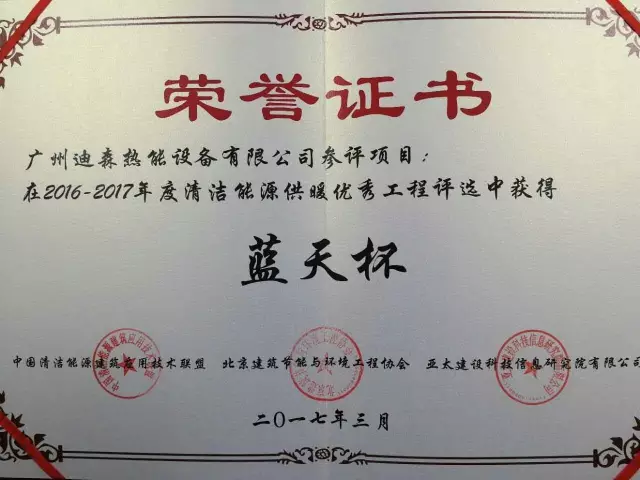 荣誉证书
广州迪森热能设备有限公司参评项目：
在2016-2017年度清洁能源供暖优秀工程评选中获得
蓝天杯
中国清洁能源建筑应用技术联盟 北京建筑节能与环境工程协会 亚太建设科技信息研究院有限公司
二〇一七年三月